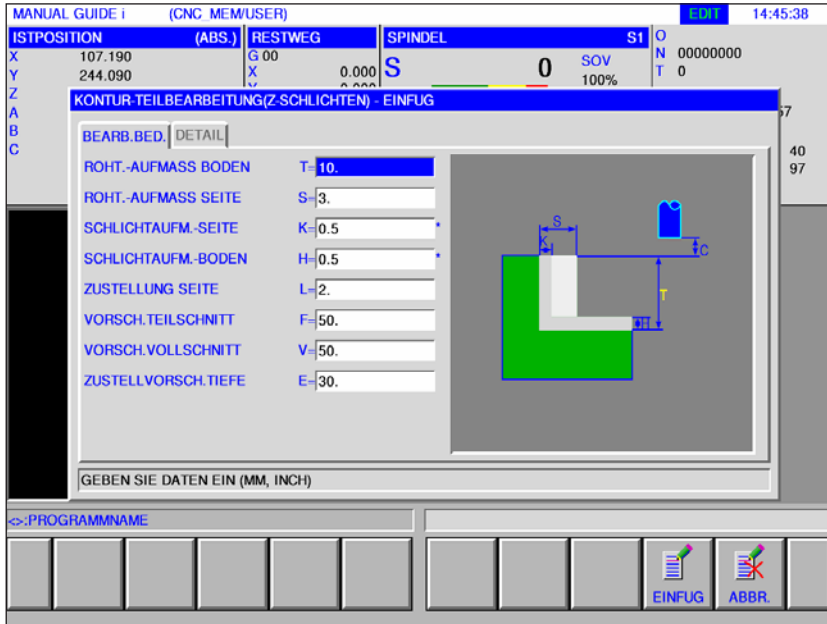 MANUAL GUIDE i (CNC_MEM/USER) EDIT 14:45:38
ISTPOSITION (ABS.) RESTWEG SPINDEL S1 O
X 107.190 G 00 S 0 SOV N 00000000
Y 244.090 X 0.000 100% T 0
Z
A
B
C
40
97
KONTUR-TEILBEARBEITUNG(Z-SCHLICHTEN) - EINFUG
BEARB.BED. DETAIL
ROHT.-AUFMASS BODEN T= 10.
ROHT.-AUFMASS SEITE S= 3.
SCHLICHTAUFM.-SEITE K= 0.5 *
SCHLICHTAUFM.-BODEN H= 0.5 *
ZUSTELLUNG SEITE L= 2.
VORSCH.TEILSCHNITT F= 50.
VORSCH.VOLLSCHNITT V= 50.
ZUSTELLVORSCH.TIEFE E= 30.
S
K
C
T
H
GEBEN SIE DATEN EIN (MM, INCH)
<>:PROGRAMMNAME
EINFUG ABBR.